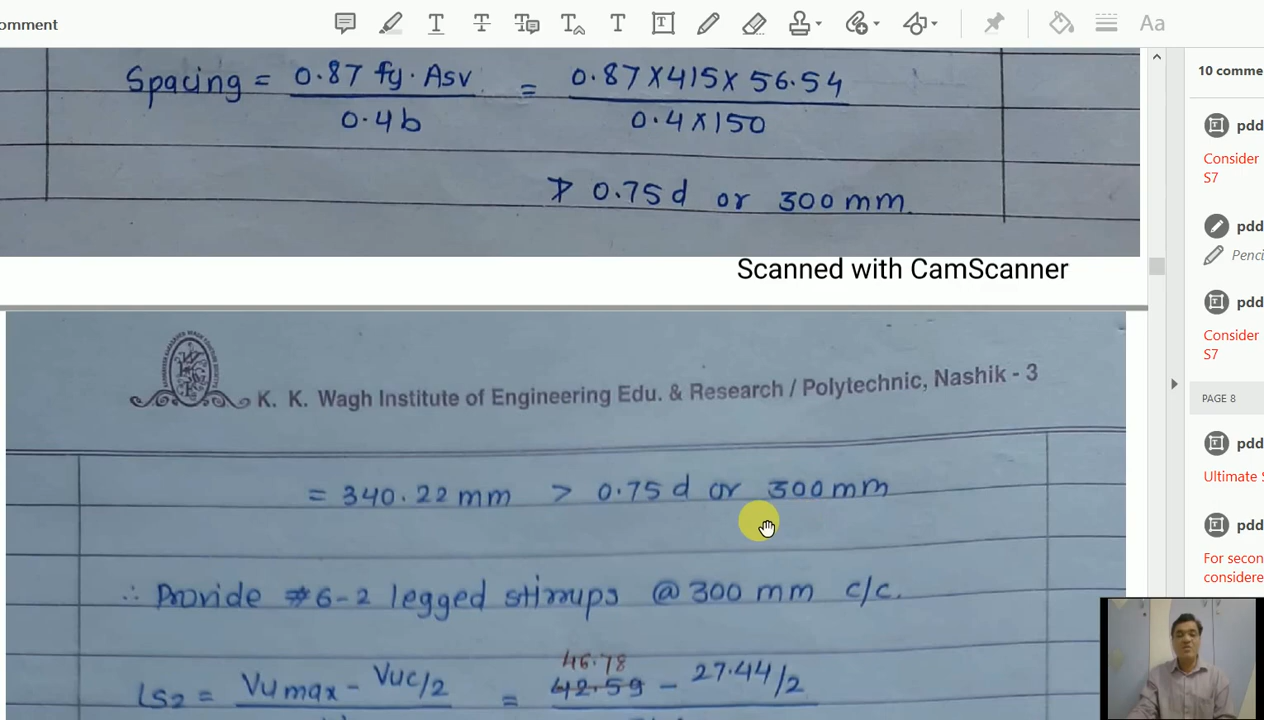 omment
Aa
Spacing = 0.87 fy. Asv / 0.4b = 0.87 X 415 X 56.54 / 0.4 X 150
≯ 0.75 d or 300 mm.
Scanned with CamScanner
K. K. Wagh Institute of Engineering Edu. & Research / Polytechnic, Nashik - 3
= 340.22 mm > 0.75 d or 300 mm
∴ Provide #6-2 legged stirrups @ 300 mm c/c.
46.78
Ls2 = Vumax - Vuc/2 = 42.59 - 27.44/2
10 comme
pdd
Consider
S7
pdd
Penci
pdd
Consider
S7
PAGE 8
pdd
Ultimate S
pdd
For secon
considere